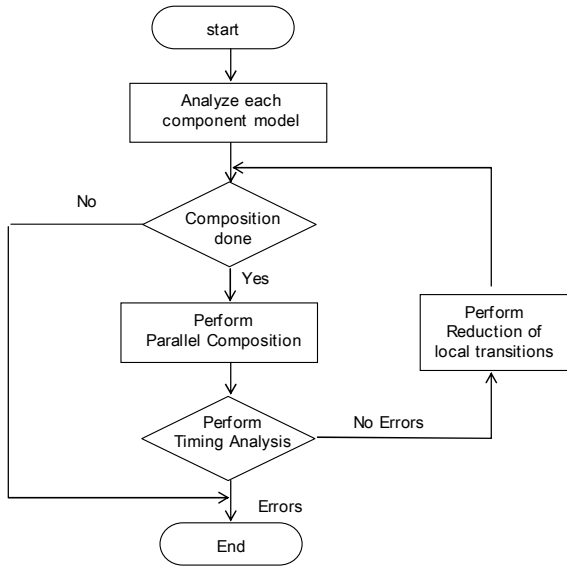 start
Analyze each
component model
No
Composition
done
Yes
Perform
Parallel Composition
Perform
Reduction of
local transitions
Perform
Timing Analysis
No Errors
Errors
End